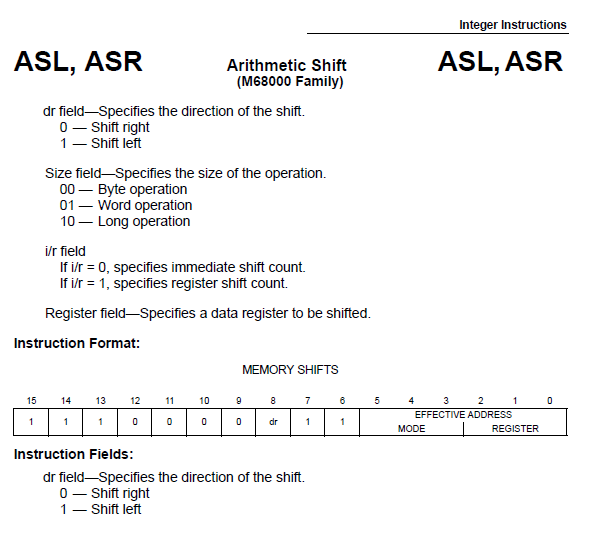 Integer Instructions
ASL, ASR Arithmetic Shift ASL, ASR
(M68000 Family)
dr field—Specifies the direction of the shift.
0 — Shift right
1 — Shift left
Size field—Specifies the size of the operation.
00 — Byte operation
01 — Word operation
10 — Long operation
i/r field
If i/r = 0, specifies immediate shift count.
If i/r = 1, specifies register shift count.
Register field—Specifies a data register to be shifted.
Instruction Format:
MEMORY SHIFTS
15 14 13 12 11 10 9 8 7 6 5 4 3 2 1 0
1 1 1 0 0 0 0 dr 1 1 EFFECTIVE ADDRESS
MODE REGISTER
Instruction Fields:
dr field—Specifies the direction of the shift.
0 — Shift right
1 — Shift left